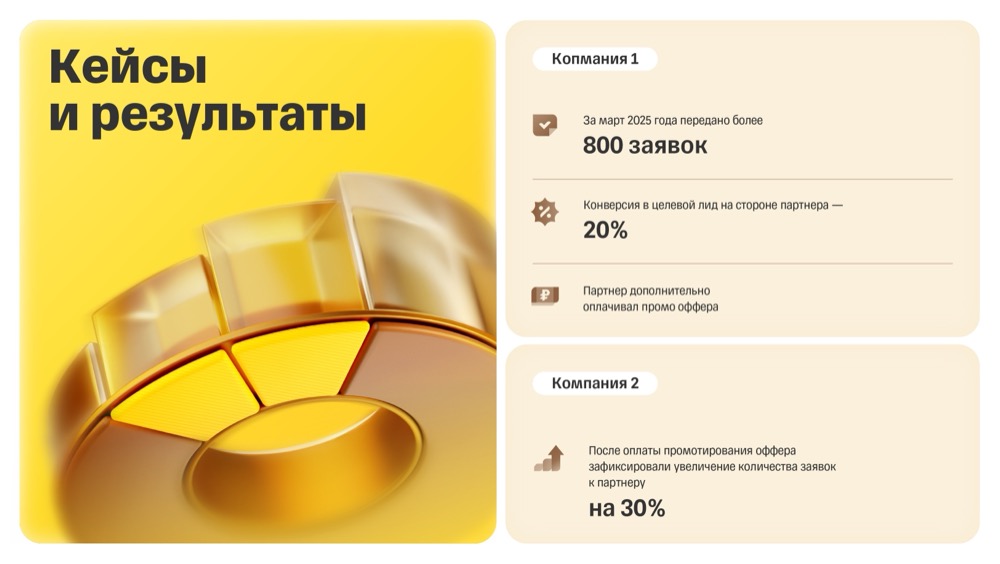 Кейсы
и результаты
Копмания 1
За март 2025 года передано более
800 заявок
Конверсия в целевой лид на стороне партнера —
20%
Партнер дополнительно
оплачивал промо оффера
Компания 2
После оплаты промотирования оффера
зафиксировали увеличение количества заявок
к партнеру
на 30%